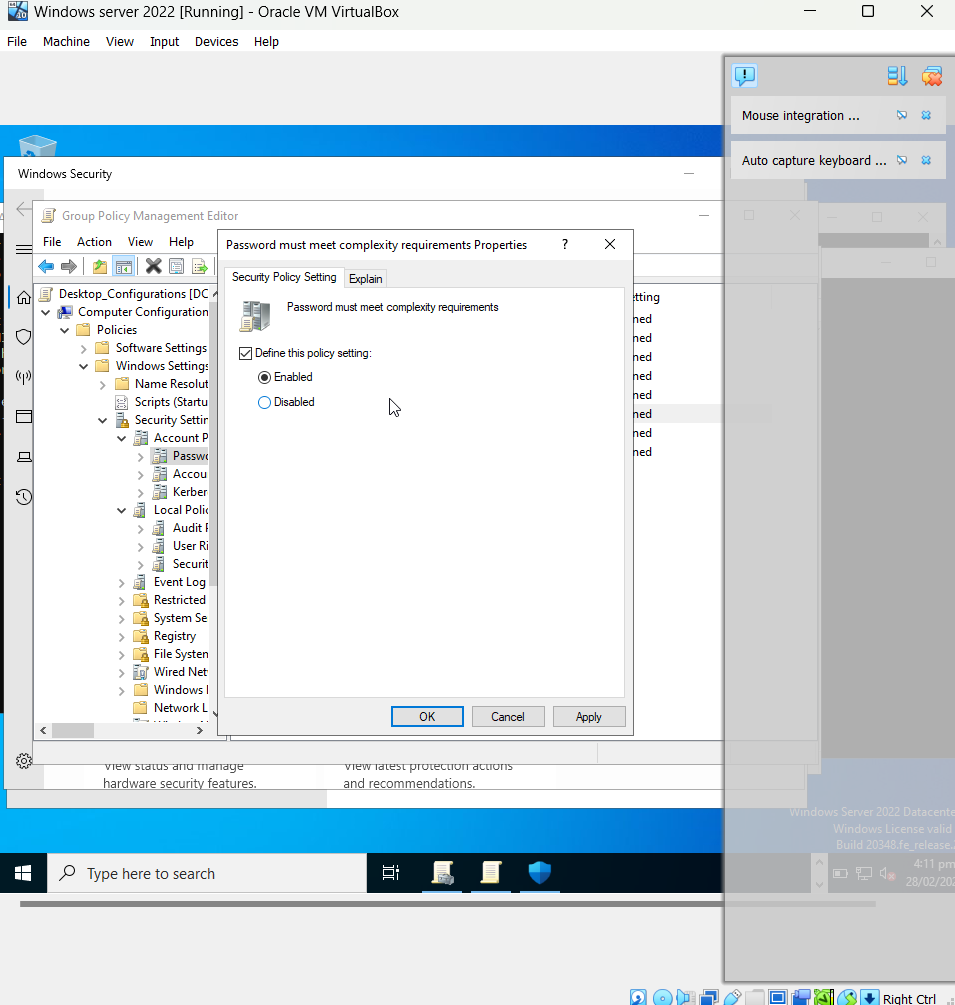 Windows server 2022 [Running] - Oracle VM VirtualBox
File Machine View Input Devices Help
Mouse integration ...
Auto capture keyboard ...
Windows Security
Group Policy Management Editor
File Action View Help
Password must meet complexity requirements Properties
?
Security Policy Setting Explain
Password must meet complexity requirements
Define this policy setting:
Enabled
Disabled
OK Cancel Apply
Desktop_Configurations [DC
Computer Configuration
Policies
Software Settings
Windows Settings
Name Resolut
Scripts (Startu
Security Settin
Account P
Passwo
Accou
Kerber
Local Polic
Audit P
User Ri
Securit
Event Log
Restricted
System Se
Registry
File System
Wired Net
Windows
Network L
tting
ned
ned
ned
ned
ned
ned
ned
ned
View status and manage
hardware security features.
View latest protection actions
and recommendations.
Windows Server 2022 Datacente
Windows License valid
Build 20348.fe_release.
Type here to search
4:11 pm
28/02/202
Right Ctrl